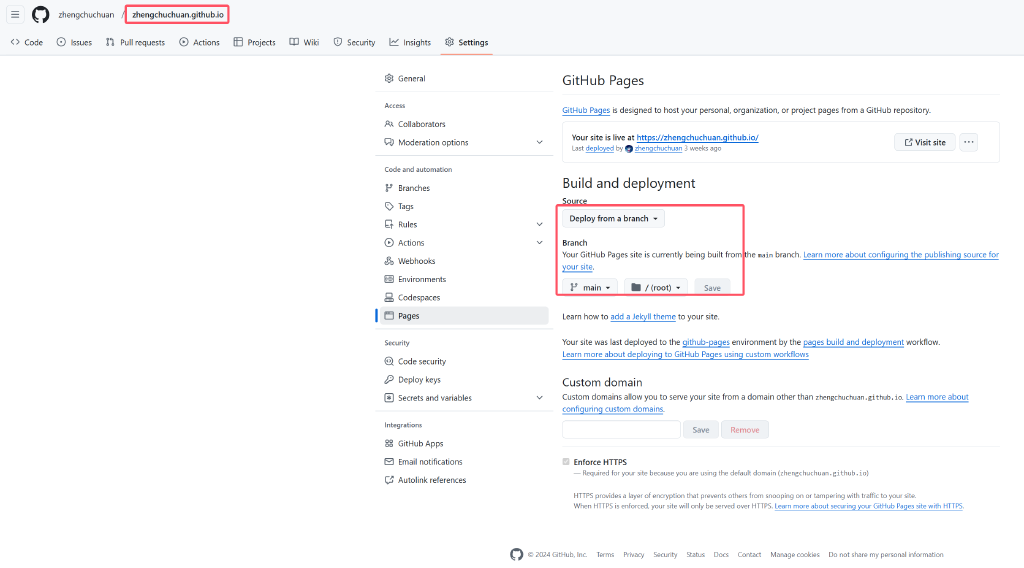 zhengchuchuan / zhengchuchuan.github.io
Code Issues Pull requests Actions Projects Wiki Security Insights Settings
General
Access
Collaborators
Moderation options
Code and automation
Branches
Tags
Rules
Actions
Webhooks
Environments
Codespaces
Pages
Security
Code security
Deploy keys
Secrets and variables
Integrations
GitHub Apps
Email notifications
Autolink references
GitHub Pages
GitHub Pages is designed to host your personal, organization, or project pages from a GitHub repository.
Your site is live at https://zhengchuchuan.github.io/
Last deployed by zhengchuchuan 3 weeks ago
Visit site
Build and deployment
Source
Deploy from a branch
Branch
Your GitHub Pages site is currently being built from the main branch. Learn more about configuring the publishing source for
your site.
main / (root) Save
Learn how to add a Jekyll theme to your site.
Your site was last deployed to the github-pages environment by the pages build and deployment workflow.
Learn more about deploying to GitHub Pages using custom workflows
Custom domain
Custom domains allow you to serve your site from a domain other than zhengchuchuan.github.io. Learn more about
configuring custom domains.
Save Remove
Enforce HTTPS
— Required for your site because you are using the default domain (zhengchuchuan.github.io)
HTTPS provides a layer of encryption that prevents others from snooping on or tampering with traffic to your site.
When HTTPS is enforced, your site will only be served over HTTPS. Learn more about securing your GitHub Pages site with HTTPS.
© 2024 GitHub, Inc. Terms Privacy Security Status Docs Contact Manage cookies Do not share my personal information